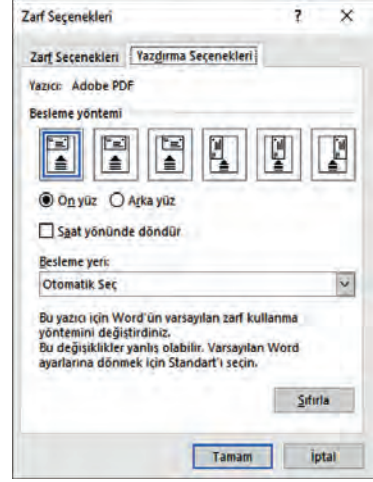 Zarf Seçenekleri ? ×
Zarf Seçenekleri Yazdırma Seçenekleri
Yazıcı: Adobe PDF
Besleme yöntemi
Ön yüz Arka yüz
Saat yönünde döndür
Besleme yeri:
Otomatik Seç
Bu yazıcı için Word'ün varsayılan zarf kullanma
yöntemini değiştirdiniz.
Bu değişiklikler yanlış olabilir. Varsayılan Word
ayarlarına dönmek için Standart'ı seçin.
Sıfırla
Tamam İptal